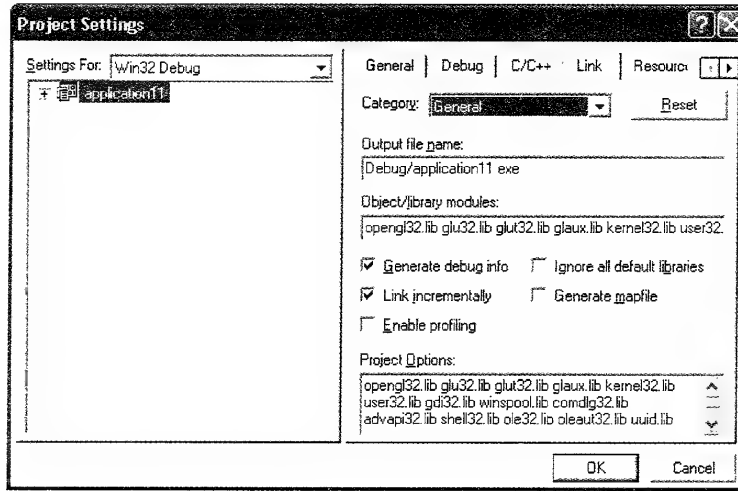 Project Settings
Settings For: Win32 Debug
application11
General Debug C/C++ Link Resourc
Category: General Reset
Output file name:
Debug/application11 exe
Object/library modules:
opengl32.lib glu32.lib glut32.lib glaux.lib kernel32.lib user32.
Generate debug info Ignore all default libraries
Link incrementally Generate mapfile
Enable profiling
Project Options:
opengl32.lib glu32.lib glut32.lib glaux.lib kernel32.lib
user32.lib gdi32.lib winspool.lib comdlg32.lib
advapi32.lib shell32.lib ole32.lib oleaut32.lib uuid.lib
OK Cancel